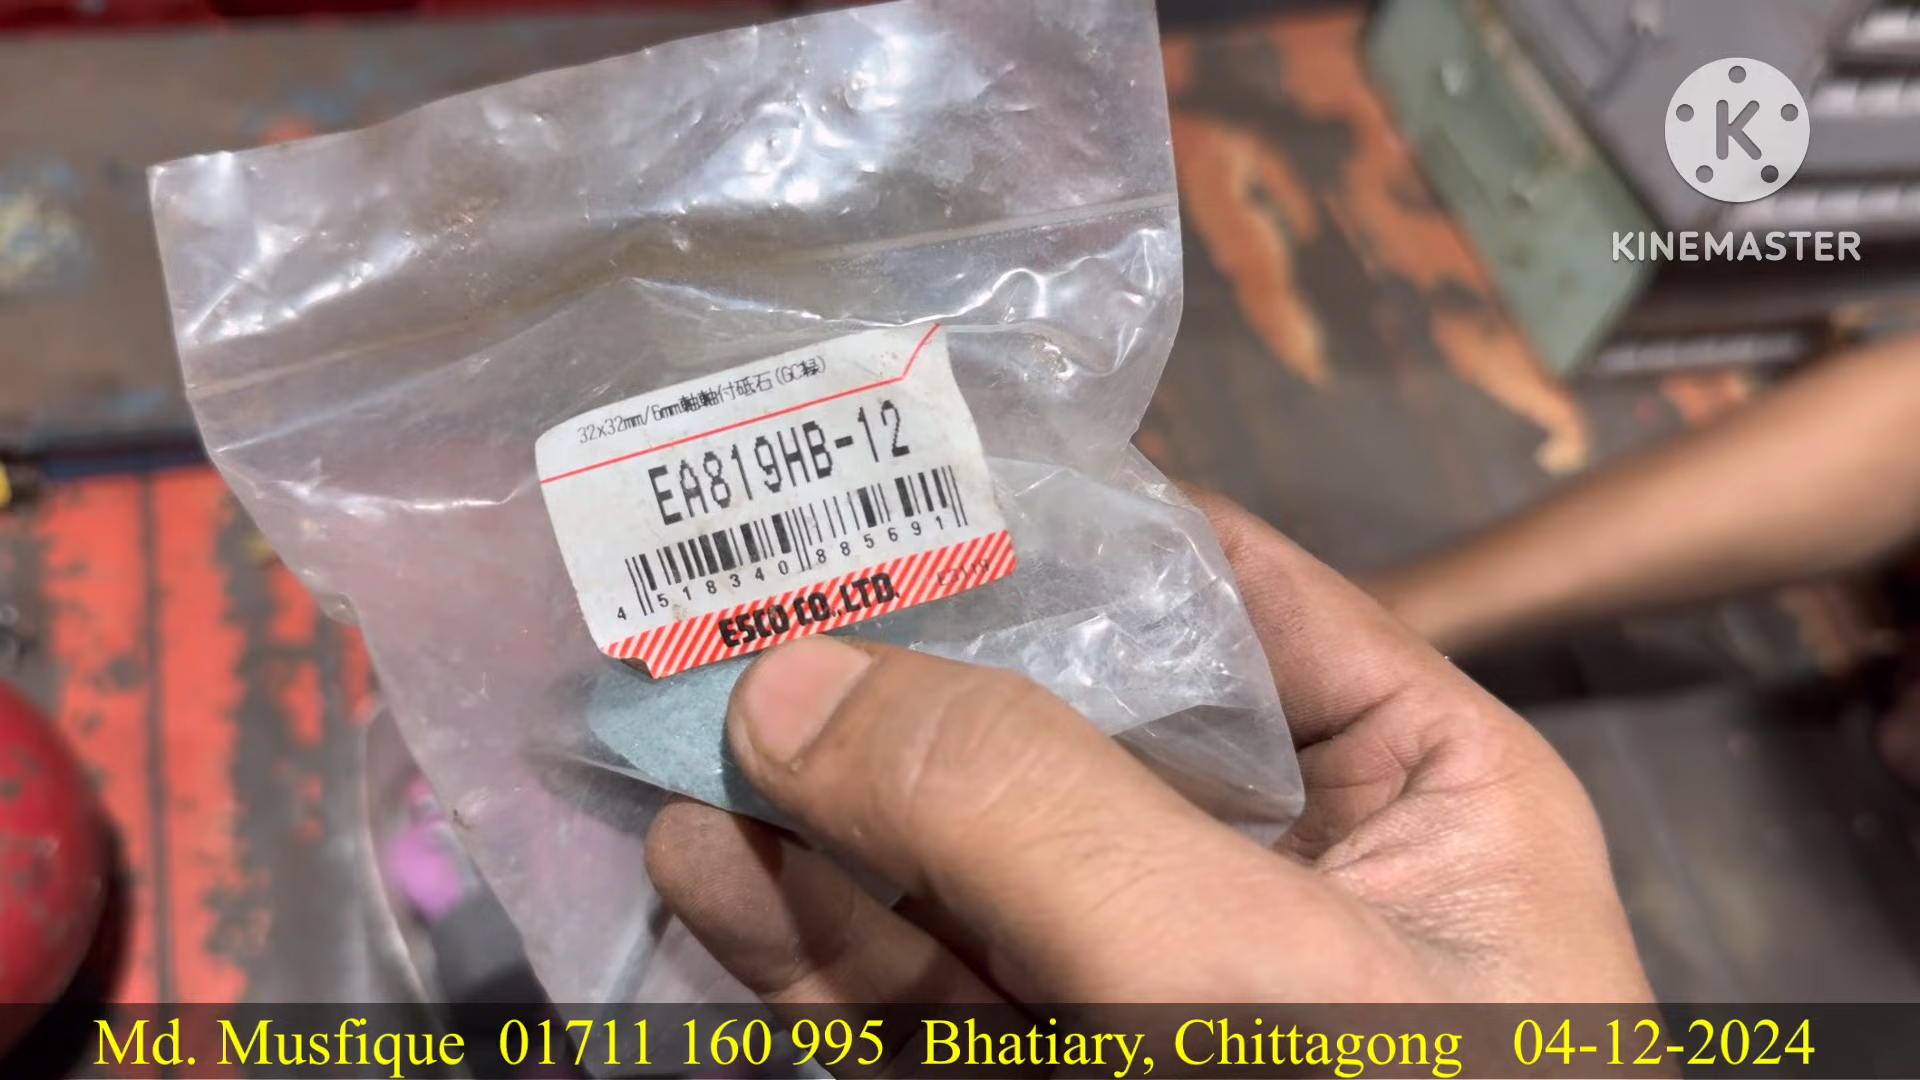 K
KINEMASTER
32x32mm/6mm軸軸付砥石(GC緑)
EA819HB-12
4 518340 885691
ESCO CO.,LTD.
Md. Musfique 01711 160 995 Bhatiary, Chittagong 04-12-2024